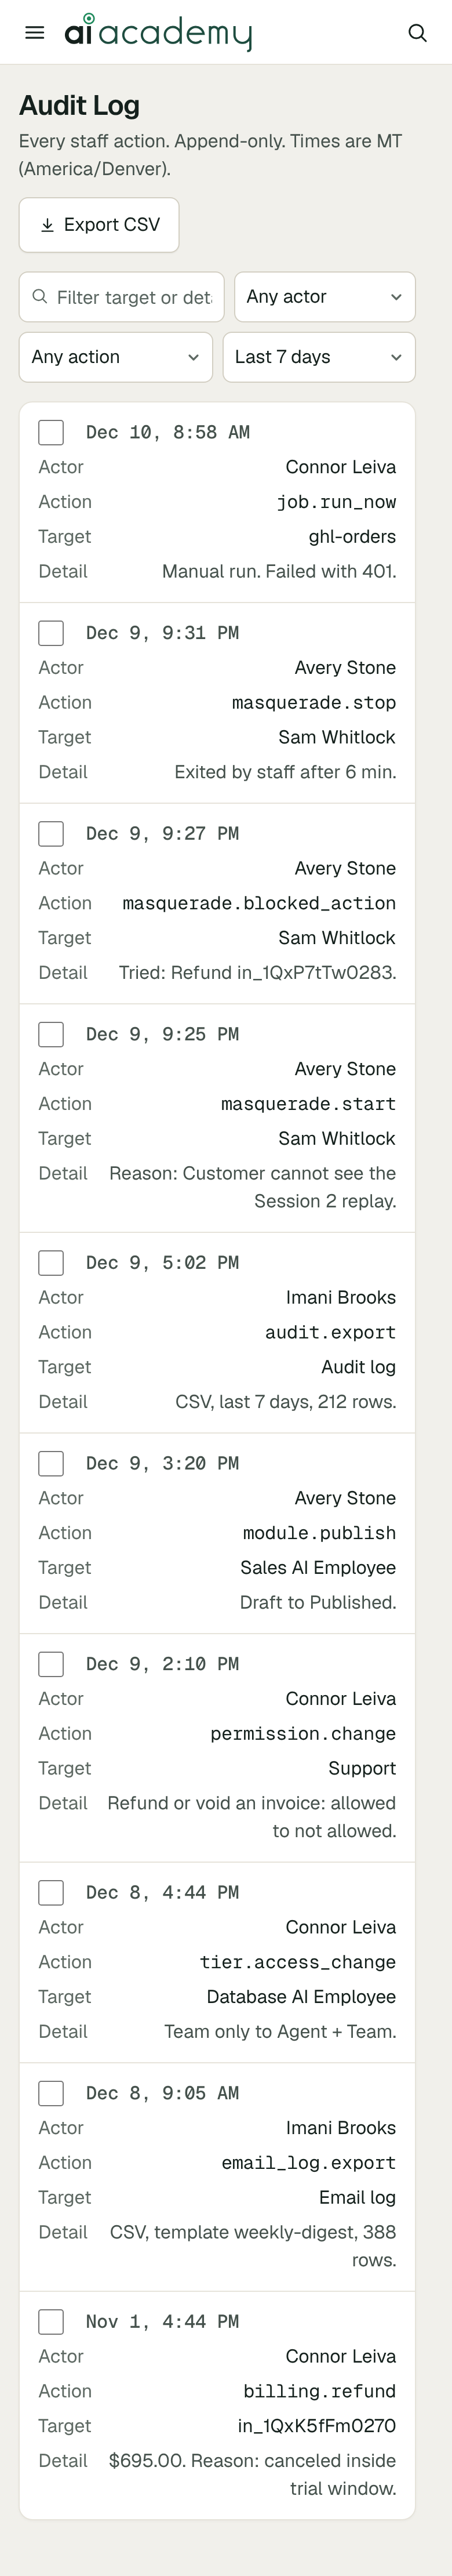 ai academy
Audit Log
Every staff action. Append-only. Times are MT
(America/Denver).
Export CSV
Filter target or deta
Any actor
Any action
Last 7 days
Dec 10, 8:58 AM
Actor Connor Leiva
Action job.run_now
Target ghl-orders
Detail Manual run. Failed with 401.
Dec 9, 9:31 PM
Actor Avery Stone
Action masquerade.stop
Target Sam Whitlock
Detail Exited by staff after 6 min.
Dec 9, 9:27 PM
Actor Avery Stone
Action masquerade.blocked_action
Target Sam Whitlock
Detail Tried: Refund in_1QxP7tTw0283.
Dec 9, 9:25 PM
Actor Avery Stone
Action masquerade.start
Target Sam Whitlock
Detail Reason: Customer cannot see the
Session 2 replay.
Dec 9, 5:02 PM
Actor Imani Brooks
Action audit.export
Target Audit log
Detail CSV, last 7 days, 212 rows.
Dec 9, 3:20 PM
Actor Avery Stone
Action module.publish
Target Sales AI Employee
Detail Draft to Published.
Dec 9, 2:10 PM
Actor Connor Leiva
Action permission.change
Target Support
Detail Refund or void an invoice: allowed
to not allowed.
Dec 8, 4:44 PM
Actor Connor Leiva
Action tier.access_change
Target Database AI Employee
Detail Team only to Agent + Team.
Dec 8, 9:05 AM
Actor Imani Brooks
Action email_log.export
Target Email log
Detail CSV, template weekly-digest, 388
rows.
Nov 1, 4:44 PM
Actor Connor Leiva
Action billing.refund
Target in_1QxK5fFm0270
Detail $695.00. Reason: canceled inside
trial window.